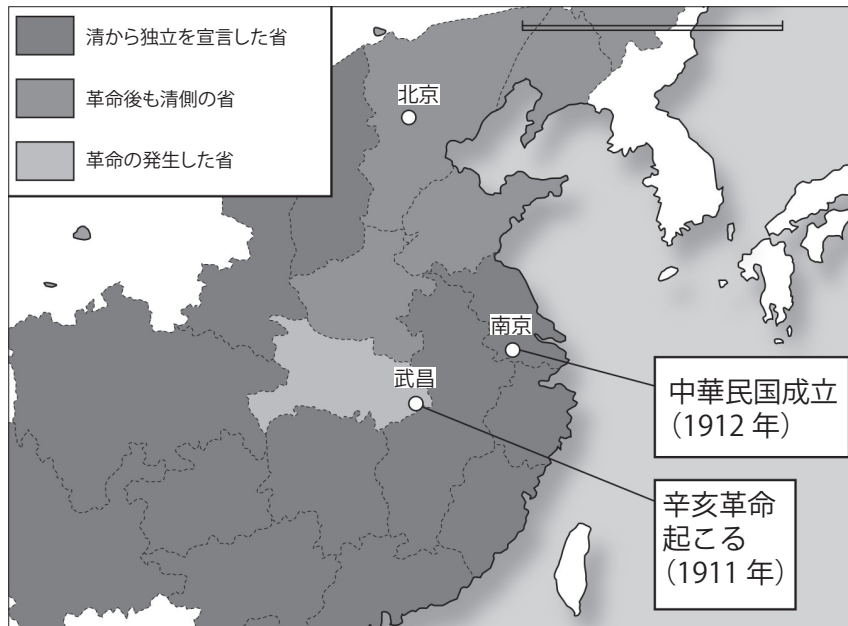 清から独立を宣言した省
革命後も清側の省
革命の発生した省
北京
南京
武昌
中華民国成立
（1912 年）
辛亥革命
起こる
（1911 年）